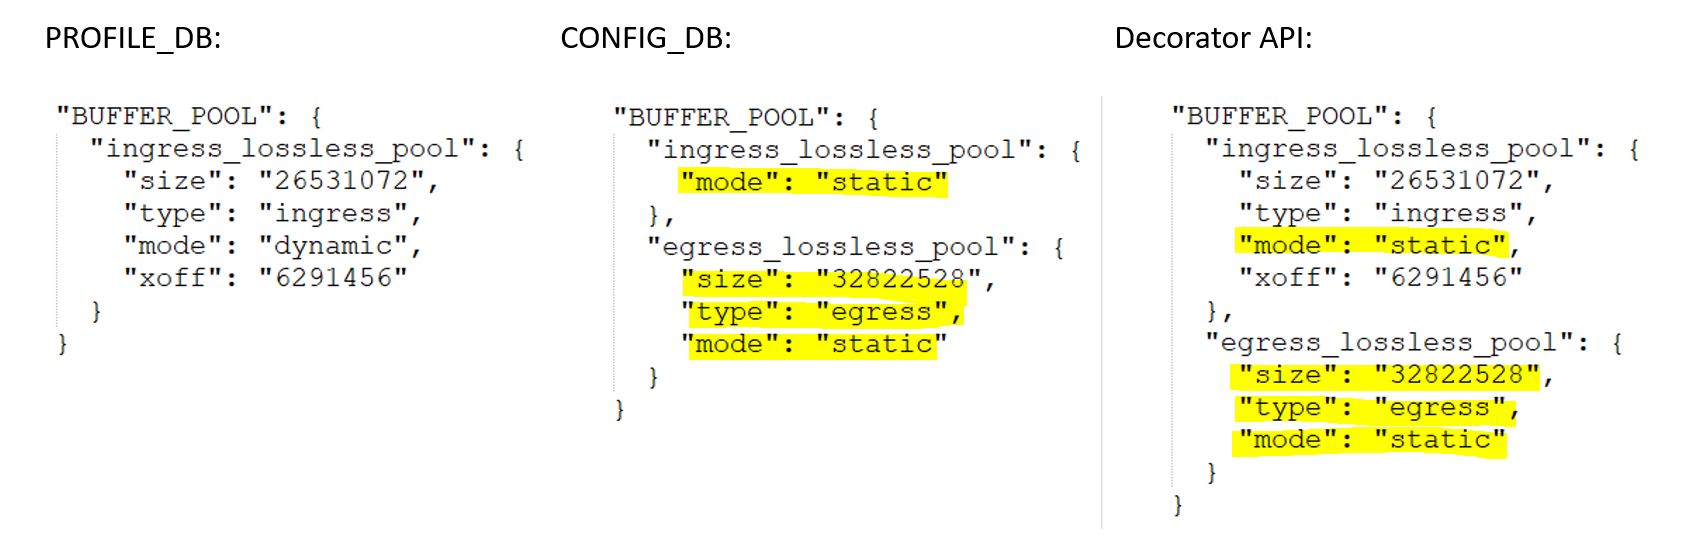 PROFILE_DB:
"BUFFER_POOL": {
"ingress_lossless_pool": {
"size": "26531072",
"type": "ingress",
"mode": "dynamic",
"xoff": "6291456"
}
}
CONFIG_DB:
"BUFFER_POOL": {
"ingress_lossless_pool": {
"mode": "static"
},
"egress_lossless_pool": {
"size": "32822528",
"type": "egress",
"mode": "static"
}
}
Decorator API:
"BUFFER_POOL": {
"ingress_lossless_pool": {
"size": "26531072",
"type": "ingress",
"mode": "static",
"xoff": "6291456"
},
"egress_lossless_pool": {
"size": "32822528",
"type": "egress",
"mode": "static"
}
}